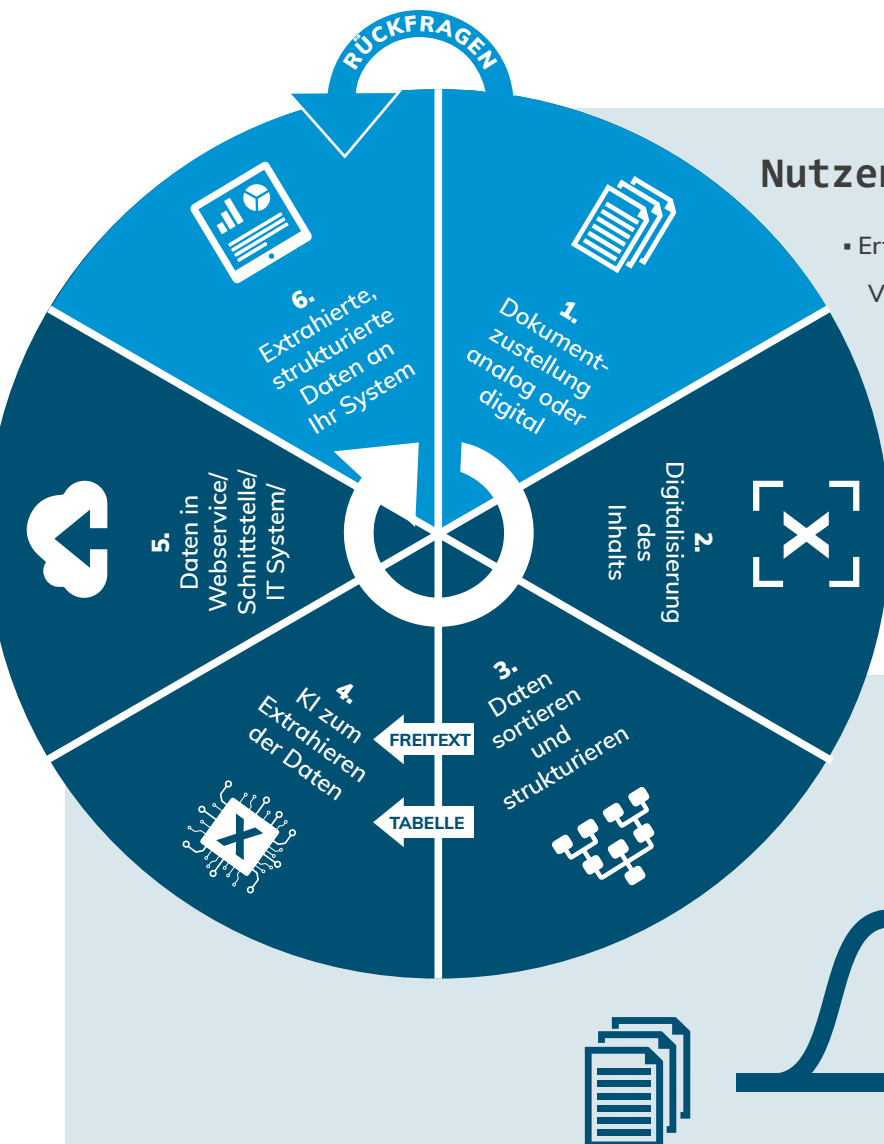 RÜCKFRAGEN
1.
Dokument-
zustellung
analog oder
digital
2.
Digitalisierung
des
Inhalts
3.
Daten
sortieren
und
strukturieren
FREITEXT
TABELLE
4.
KI zum
Extrahieren
der Daten
5.
Daten in
Webservice/
Schnittstelle/
IT System/
6.
Extrahierte,
strukturierte
Daten an
Ihr System
Nutzen